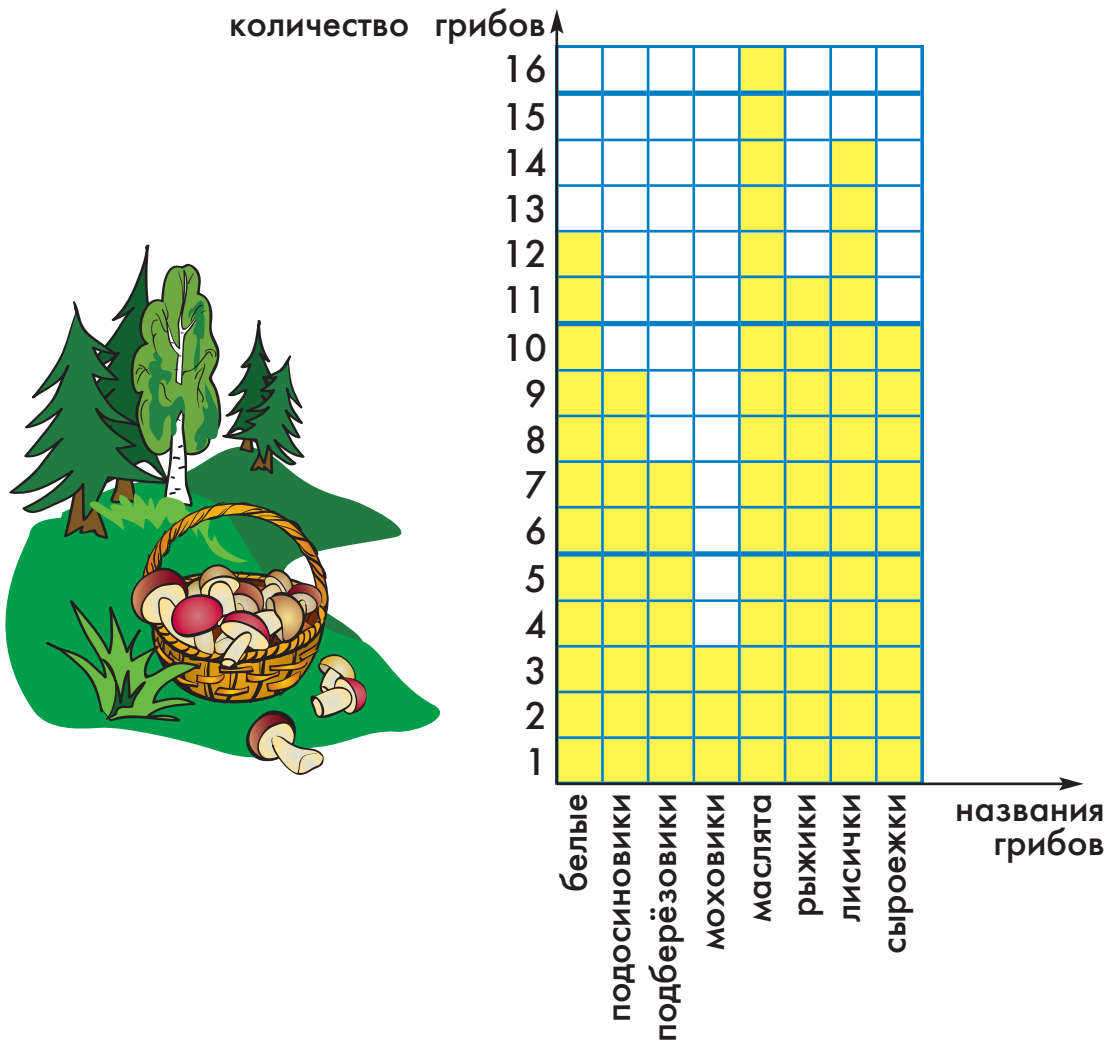 количество грибов
16
15
14
13
12
11
10
9
8
7
6
5
4
3
2
1
белые
подосиновики
подберёзовики
моховики
маслята
рыжики
лисички
сыроежки
названия
грибов